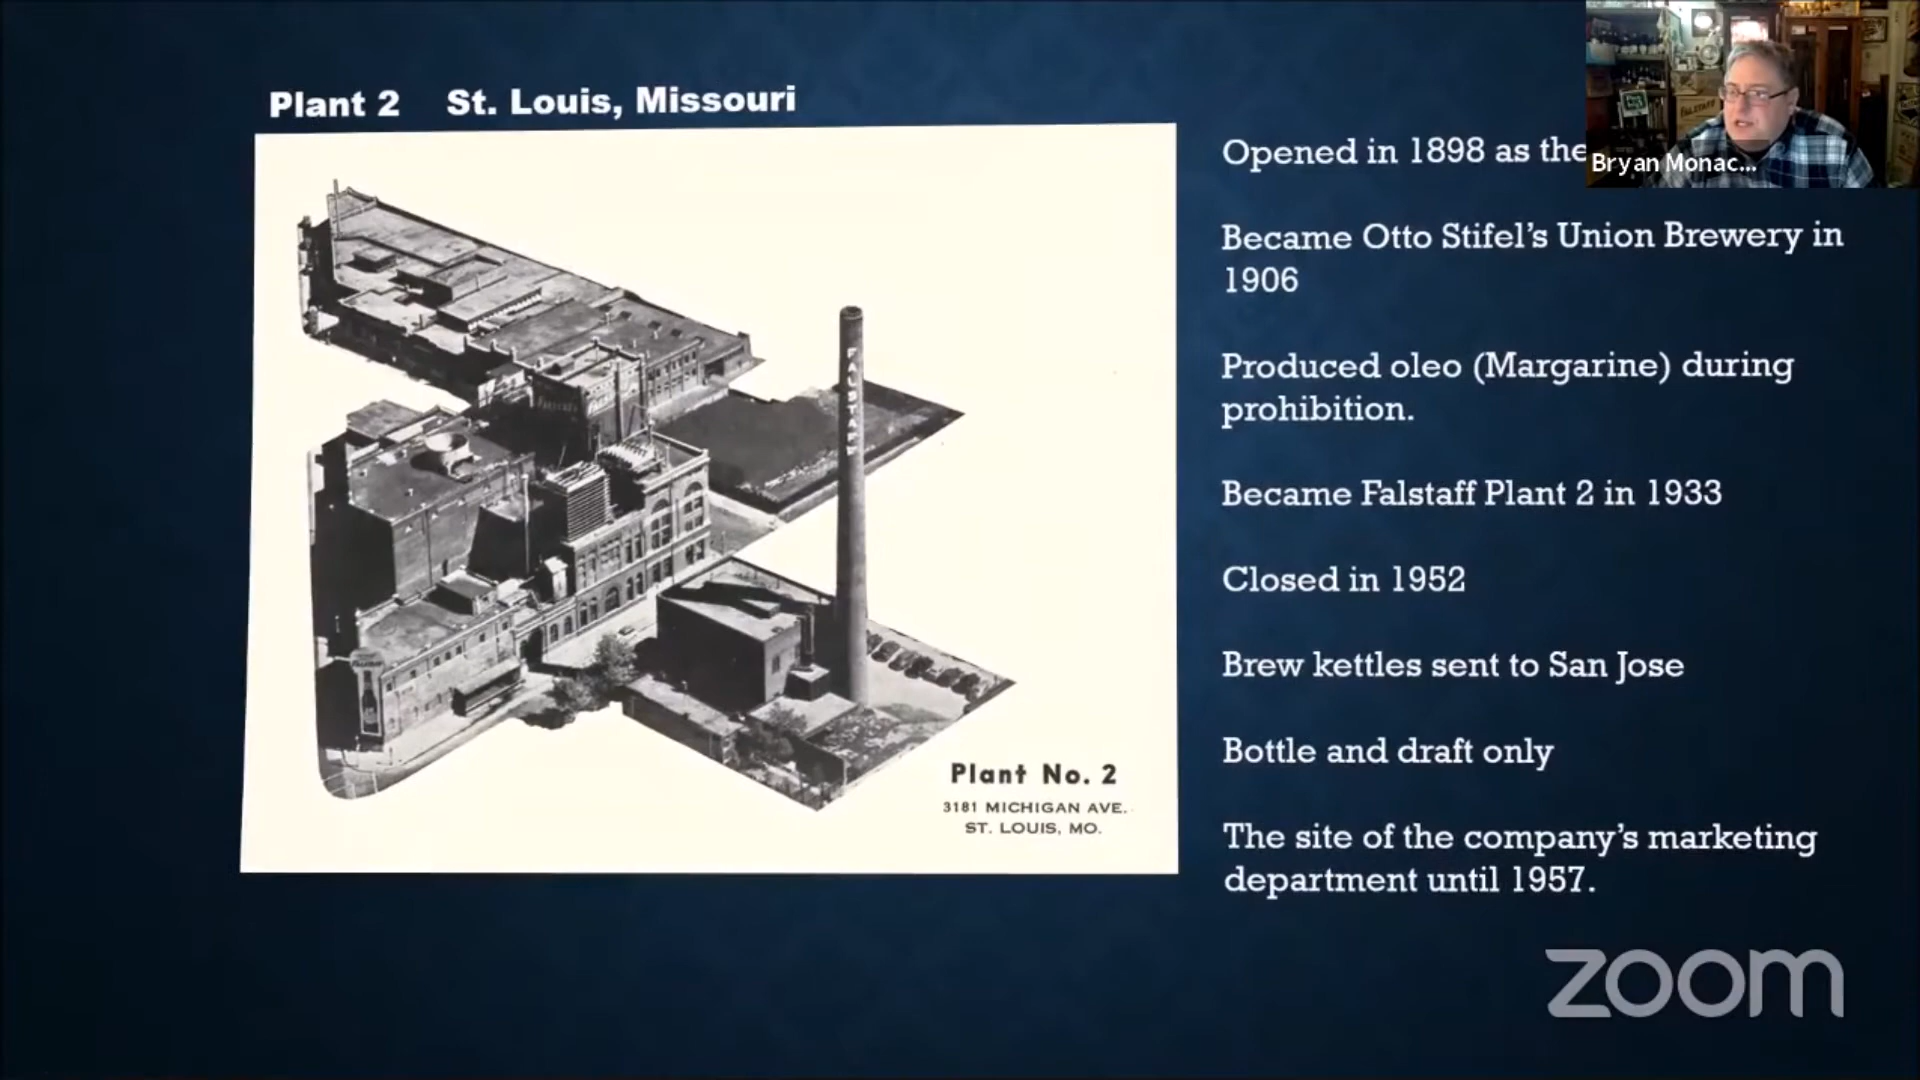 Plant 2 St. Louis, Missouri
Opened in 1898 as the
Bryan Monac...
Became Otto Stifel's Union Brewery in
1906
Produced oleo (Margarine) during
prohibition.
Became Falstaff Plant 2 in 1933
Closed in 1952
Brew kettles sent to San Jose
Bottle and draft only
The site of the company's marketing
department until 1957.
FALSTAFF
Plant No. 2
3181 MICHIGAN AVE.
ST. LOUIS, MO.
zoom